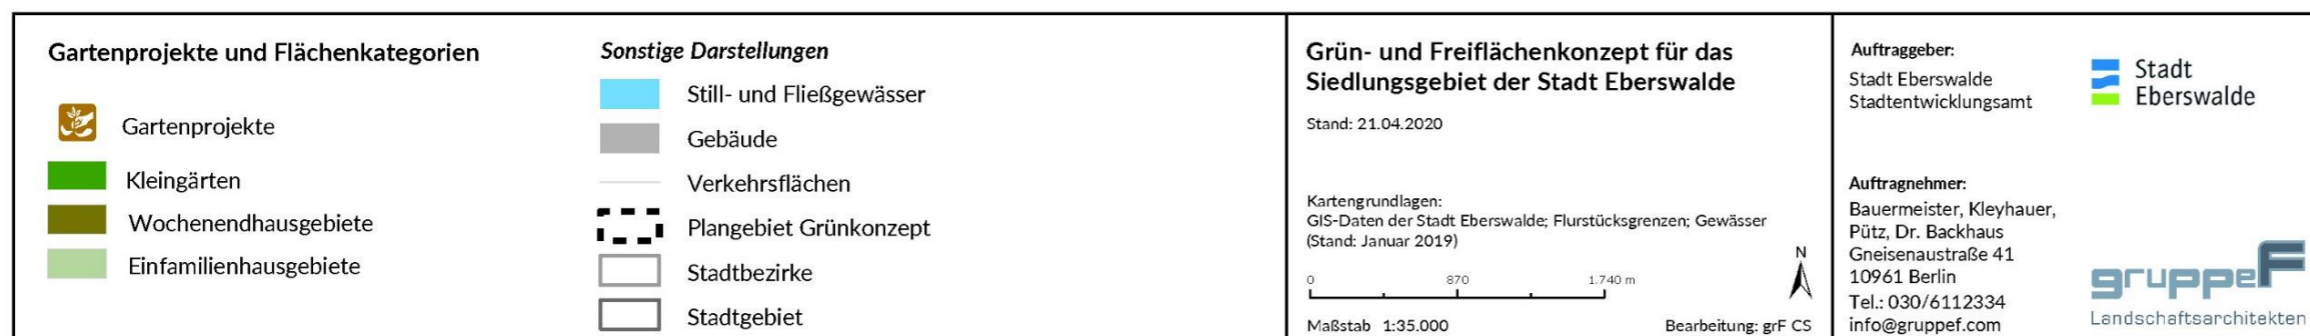 Gartenprojekte und Flächenkategorien
Gartenprojekte
Kleingärten
Wochenendhausgebiete
Einfamilienhausgebiete
Sonstige Darstellungen
Still- und Fließgewässer
Gebäude
Verkehrsflächen
Plangebiet Grünkonzept
Stadtbezirke
Stadtgebiet
Grün- und Freiflächenkonzept für das
Siedlungsgebiet der Stadt Eberswalde
Stand: 21.04.2020
Kartengrundlagen:
GIS-Daten der Stadt Eberswalde; Flurstücksgrenzen; Gewässer
(Stand: Januar 2019)
0 870 1.740 m
N
Maßstab 1:35.000
Bearbeitung: grF CS
Auftraggeber:
Stadt Eberswalde
Stadtentwicklungsamt
Stadt
Eberswalde
Auftragnehmer:
Bauermeister, Kleyhauer,
Pütz, Dr. Backhaus
Gneisenaustraße 41
10961 Berlin
Tel.: 030/6112334
info@gruppef.com
gruppeF
Landschaftsarchitekten